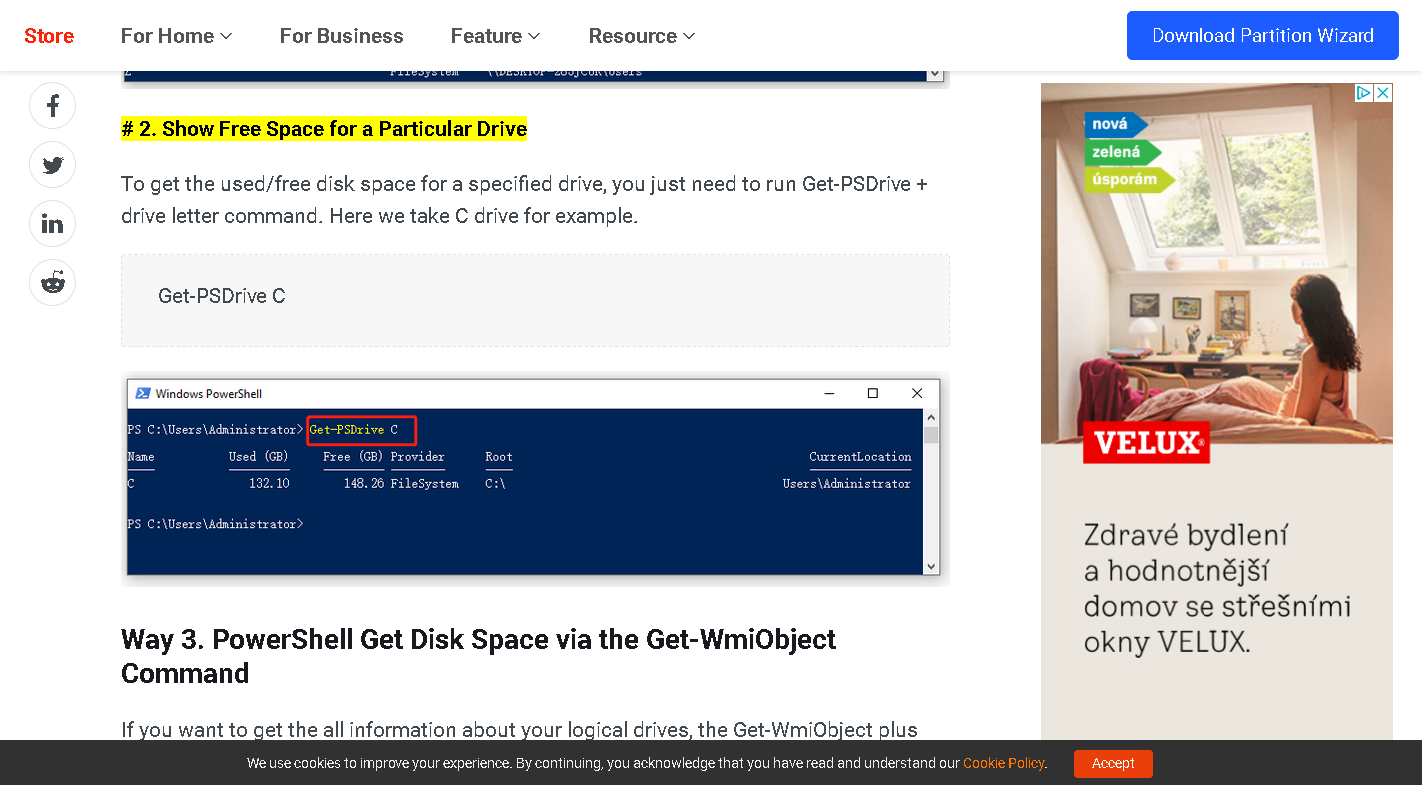 Store For Home For Business Feature Resource Download Partition Wizard
Z FileSystem \\DESKTOP-285JC0R\Users
# 2. Show Free Space for a Particular Drive
To get the used/free disk space for a specified drive, you just need to run Get-PSDrive +
drive letter command. Here we take C drive for example.
Get-PSDrive C
Windows PowerShell
PS C:\Users\Administrator> Get-PSDrive C
Name Used (GB) Free (GB) Provider Root CurrentLocation
C 132.10 148.26 FileSystem C:\ Users\Administrator
PS C:\Users\Administrator>
Way 3. PowerShell Get Disk Space via the Get-WmiObject
Command
If you want to get the all information about your logical drives, the Get-WmiObject plus
nová
zelená
úsporám
VELUX®
Zdravé bydlení
a hodnotnější
domov se střešními
okny VELUX.
We use cookies to improve your experience. By continuing, you acknowledge that you have read and understand our Cookie Policy. Accept